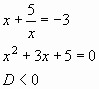 x + 5/x = −3
x² + 3x + 5 = 0
D < 0